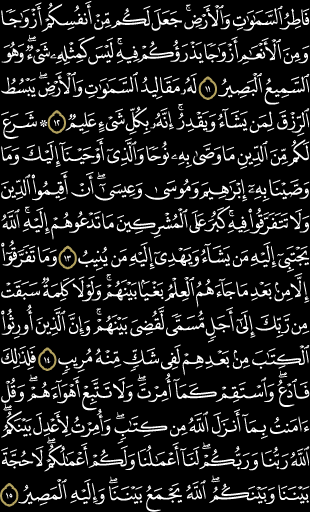 فَاطِرُ ٱلسَّمَٰوَٰتِ وَٱلْأَرْضِ ۚ جَعَلَ لَكُم مِّنْ أَنفُسِكُمْ أَزْوَٰجًا
وَمِنَ ٱلْأَنْعَٰمِ أَزْوَٰجًا ۖ يَذْرَؤُكُمْ فِيهِ ۚ لَيْسَ كَمِثْلِهِۦ شَىْءٌ ۖ وَهُوَ
ٱلسَّمِيعُ ٱلْبَصِيرُ ١١ لَهُۥ مَقَالِيدُ ٱلسَّمَٰوَٰتِ وَٱلْأَرْضِ ۖ يَبْسُطُ
ٱلرِّزْقَ لِمَن يَشَآءُ وَيَقْدِرُ ۚ إِنَّهُۥ بِكُلِّ شَىْءٍ عَلِيمٌ ١٢ ۞ شَرَعَ
لَكُم مِّنَ ٱلدِّينِ مَا وَصَّىٰ بِهِۦ نُوحًا وَٱلَّذِىٓ أَوْحَيْنَآ إِلَيْكَ وَمَا
وَصَّيْنَا بِهِۦٓ إِبْرَٰهِيمَ وَمُوسَىٰ وَعِيسَىٰٓ ۖ أَنْ أَقِيمُوا۟ ٱلدِّينَ
وَلَا تَتَفَرَّقُوا۟ فِيهِ ۚ كَبُرَ عَلَى ٱلْمُشْرِكِينَ مَا تَدْعُوهُمْ إِلَيْهِ ۚ ٱللَّهُ
يَجْتَبِىٓ إِلَيْهِ مَن يَشَآءُ وَيَهْدِىٓ إِلَيْهِ مَن يُنِيبُ ١٣ وَمَا تَفَرَّقُوٓا۟
إِلَّا مِنۢ بَعْدِ مَا جَآءَهُمُ ٱلْعِلْمُ بَغْيًۢا بَيْنَهُمْ ۚ وَلَوْلَا كَلِمَةٌ سَبَقَتْ
مِن رَّبِّكَ إِلَىٰٓ أَجَلٍ مُّسَمًّى لَّقُضِىَ بَيْنَهُمْ ۚ وَإِنَّ ٱلَّذِينَ أُورِثُوا۟
ٱلْكِتَٰبَ مِنۢ بَعْدِهِمْ لَفِى شَكٍّ مِّنْهُ مُرِيبٍ ١٤ فَلِذَٰلِكَ
فَٱدْعُ ۖ وَٱسْتَقِمْ كَمَآ أُمِرْتَ ۖ وَلَا تَتَّبِعْ أَهْوَآءَهُمْ ۖ وَقُلْ
ءَامَنتُ بِمَآ أَنزَلَ ٱللَّهُ مِن كِتَٰبٍ ۖ وَأُمِرْتُ لِأَعْدِلَ بَيْنَكُمُ ۖ
ٱللَّهُ رَبُّنَا وَرَبُّكُمْ ۖ لَنَآ أَعْمَٰلُنَا وَلَكُمْ أَعْمَٰلُكُمْ ۖ لَا حُجَّةَ
بَيْنَنَا وَبَيْنَكُمُ ۖ ٱللَّهُ يَجْمَعُ بَيْنَنَا ۖ وَإِلَيْهِ ٱلْمَصِيرُ ١٥